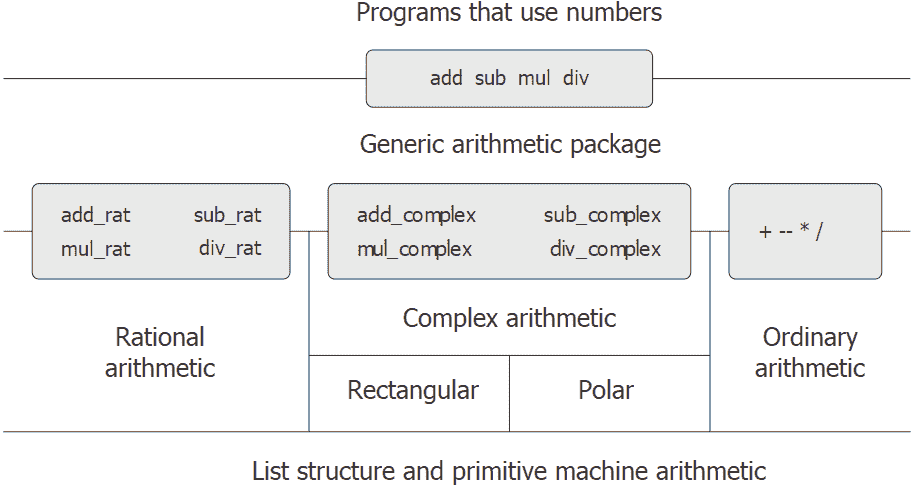 Programs that use numbers
add sub mul div
Generic arithmetic package
add_rat sub_rat
mul_rat div_rat
add_complex sub_complex
mul_complex div_complex
+ -- * /
Rational
arithmetic
Complex arithmetic
Rectangular
Polar
Ordinary
arithmetic
List structure and primitive machine arithmetic